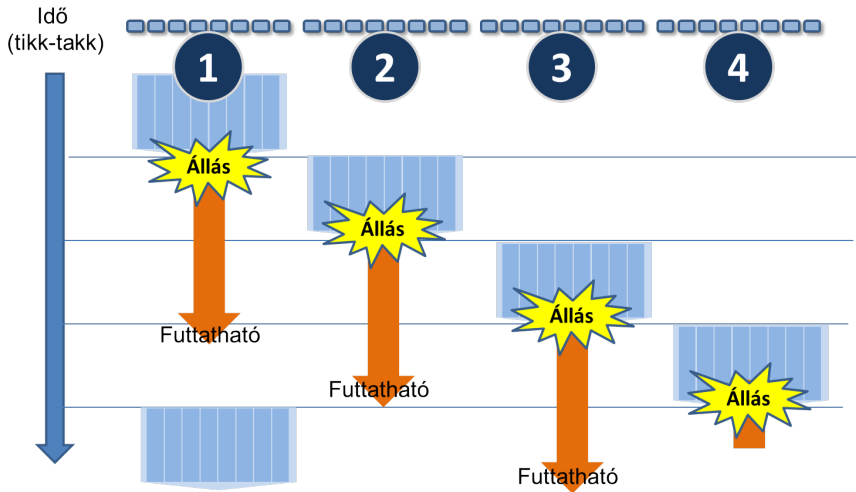 Idő
(tikk-takk)
1
2
3
4
Állás
Állás
Állás
Futtatható
Futtatható
Állás
Futtatható